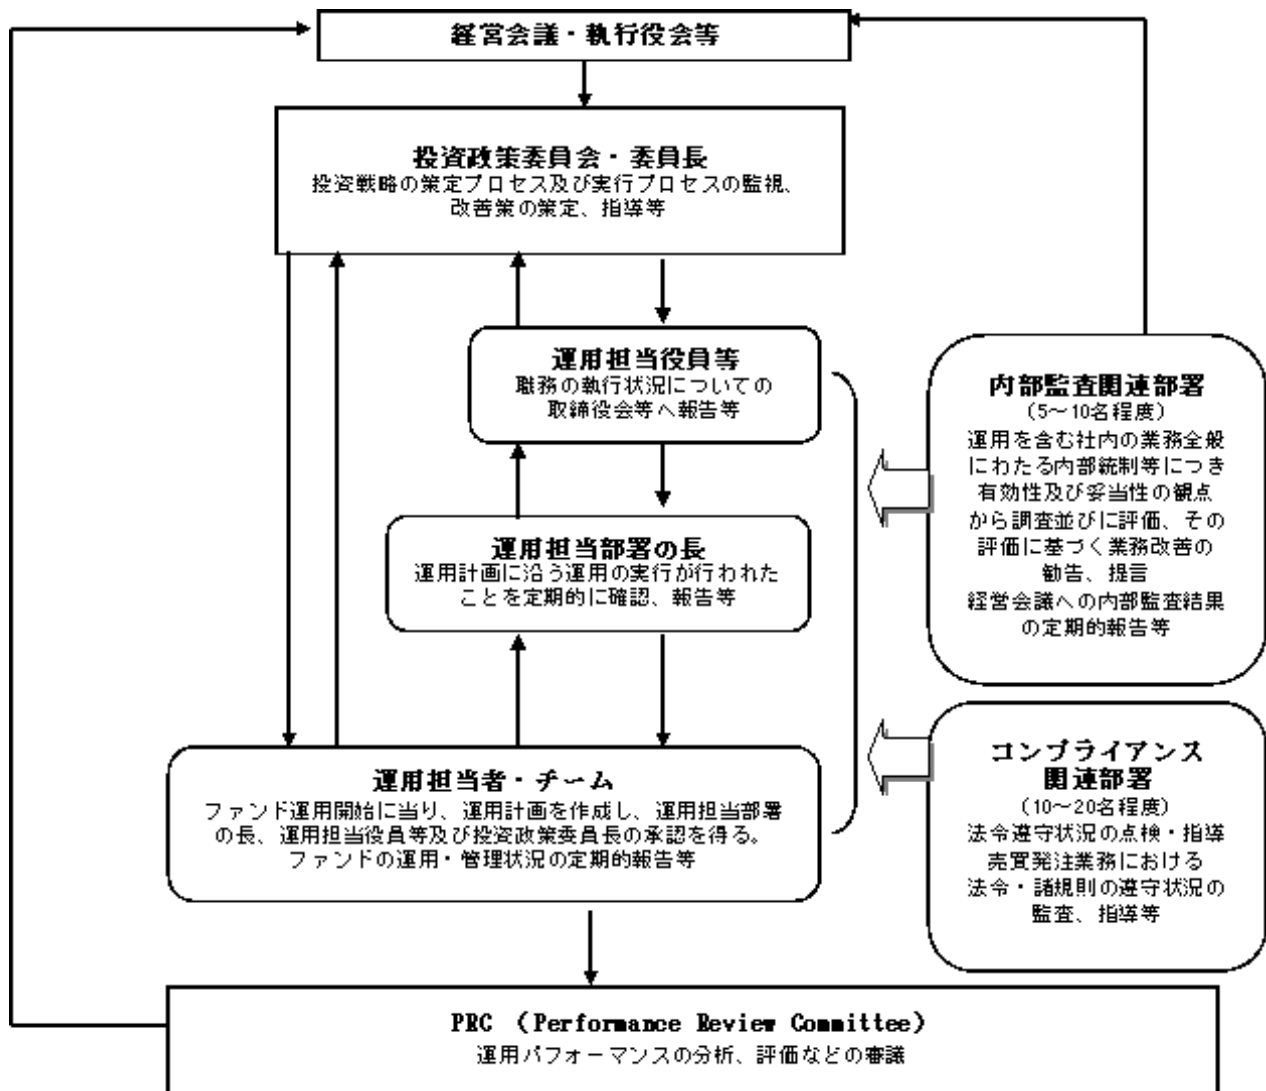 経営会議・執行役会等
投資政策委員会・委員長
投資戦略の策定プロセス及び実行プロセスの監視、
改善策の策定、指導等
運用担当役員等
職務の執行状況についての
取締役会等へ報告等
運用担当部署の長
運用計画に沿う運用の実行が行われた
ことを定期的に確認、報告等
運用担当者・チーム
ファンド運用開始に当り、運用計画を作成し、運用担当部署
の長、運用担当役員等及び投資政策委員長の承認を得る。
ファンドの運用・管理状況の定期的報告等
内部監査関連部署
（5～10名程度）
運用を含む社内の業務全般
にわたる内部統制等につき
有効性及び妥当性の観点
から調査並びに評価、その
評価に基づく業務改善の
勧告、提言
経営会議への内部監査結果
の定期的報告等
コンプライアンス
関連部署
（10～20名程度）
法令遵守状況の点検・指導
売買発注業務における
法令・諸規則の遵守状況の
監査、指導等
PRC （Performance Review Committee）
運用パフォーマンスの分析、評価などの審議